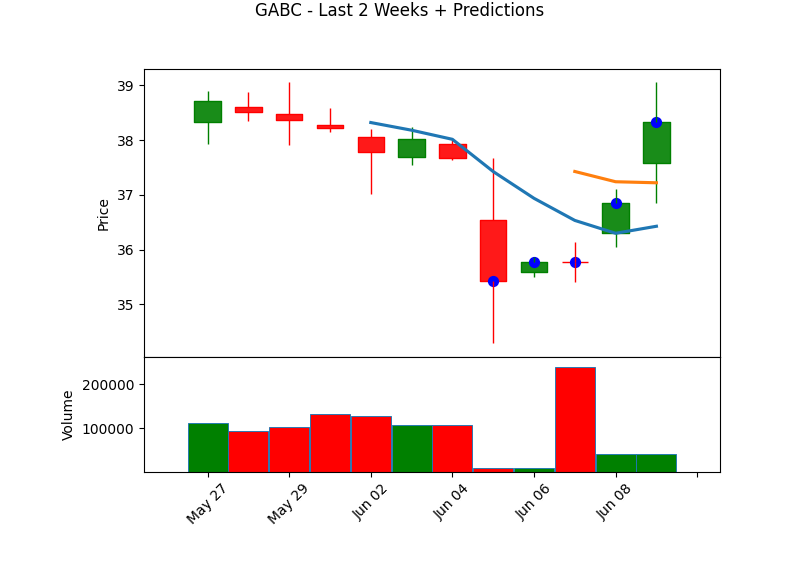 GABC - Last 2 Weeks + Predictions
39
38
37
36
35
Price
200000
100000
Volume
May 27
May 29
Jun 02
Jun 04
Jun 06
Jun 08